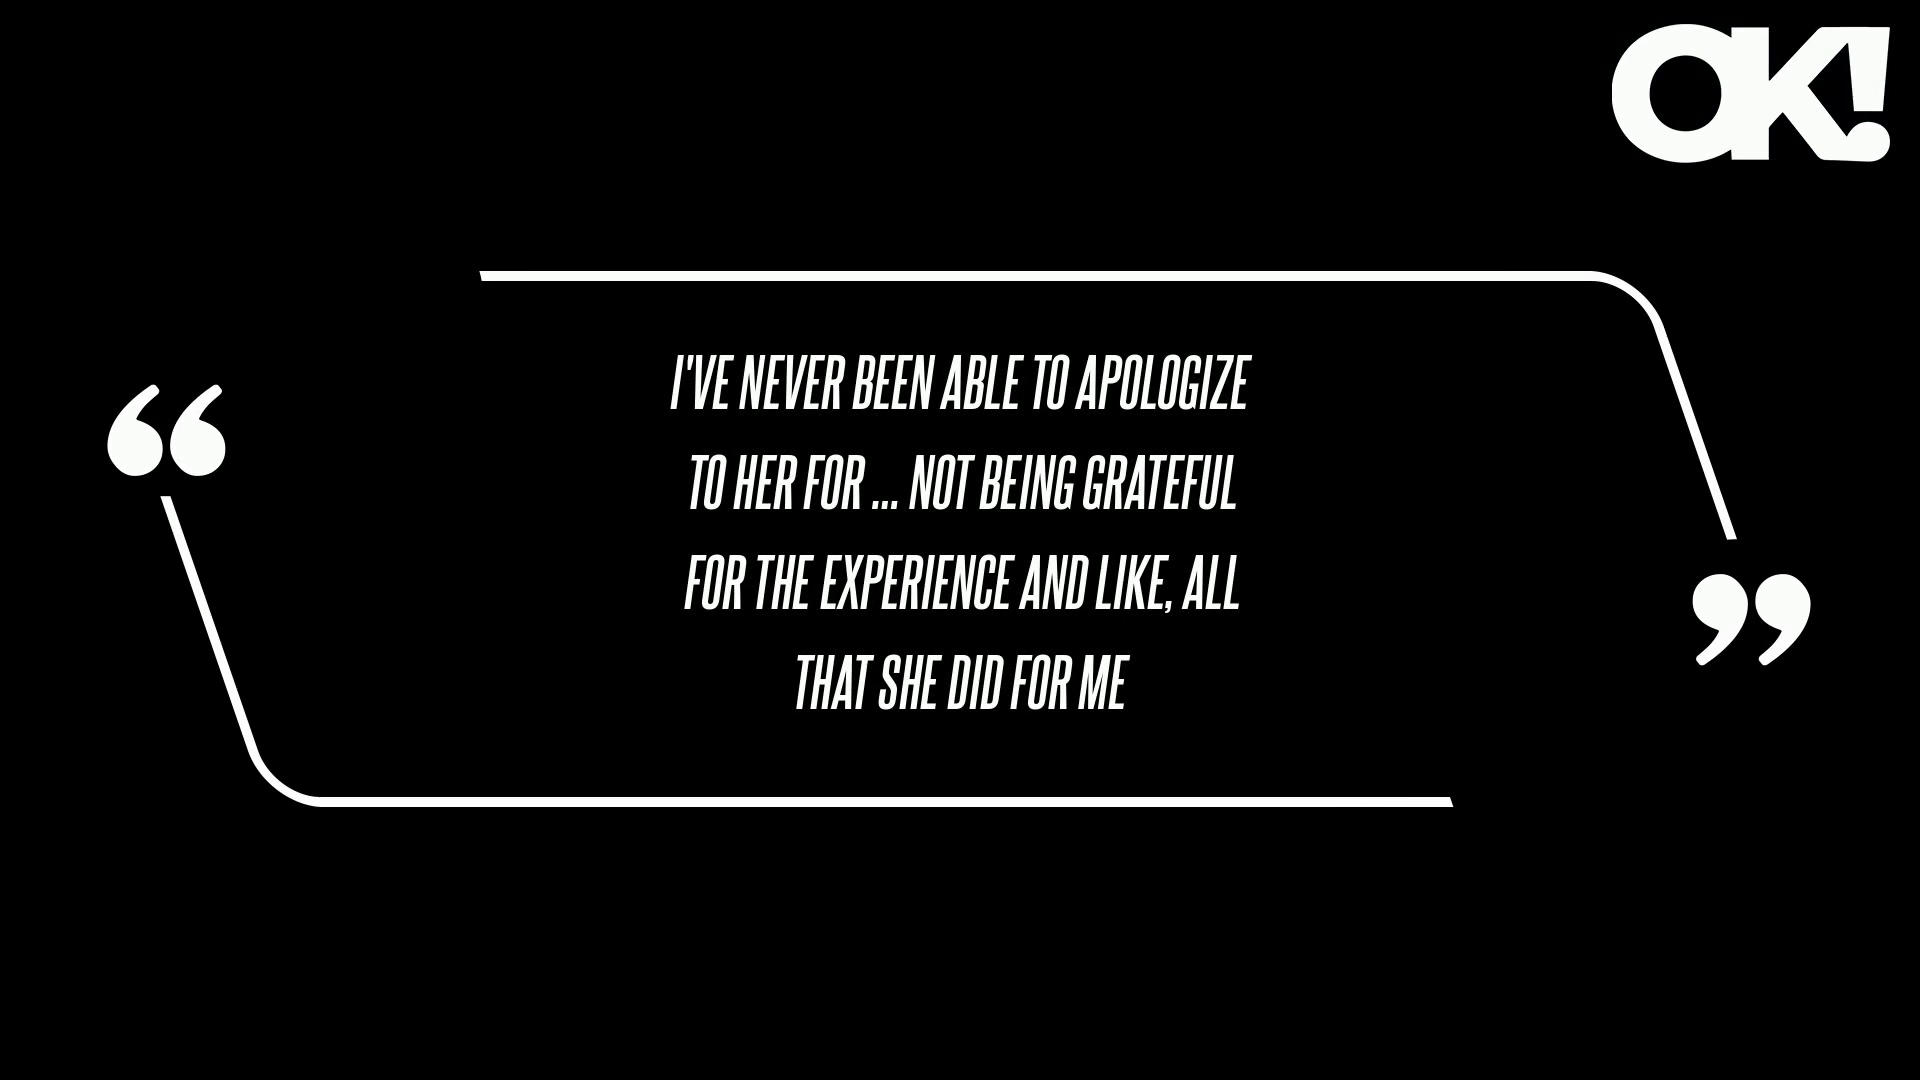 OK!
“
I'VE NEVER BEEN ABLE TO APOLOGIZE
TO HER FOR ... NOT BEING GRATEFUL
FOR THE EXPERIENCE AND LIKE, ALL
THAT SHE DID FOR ME
”